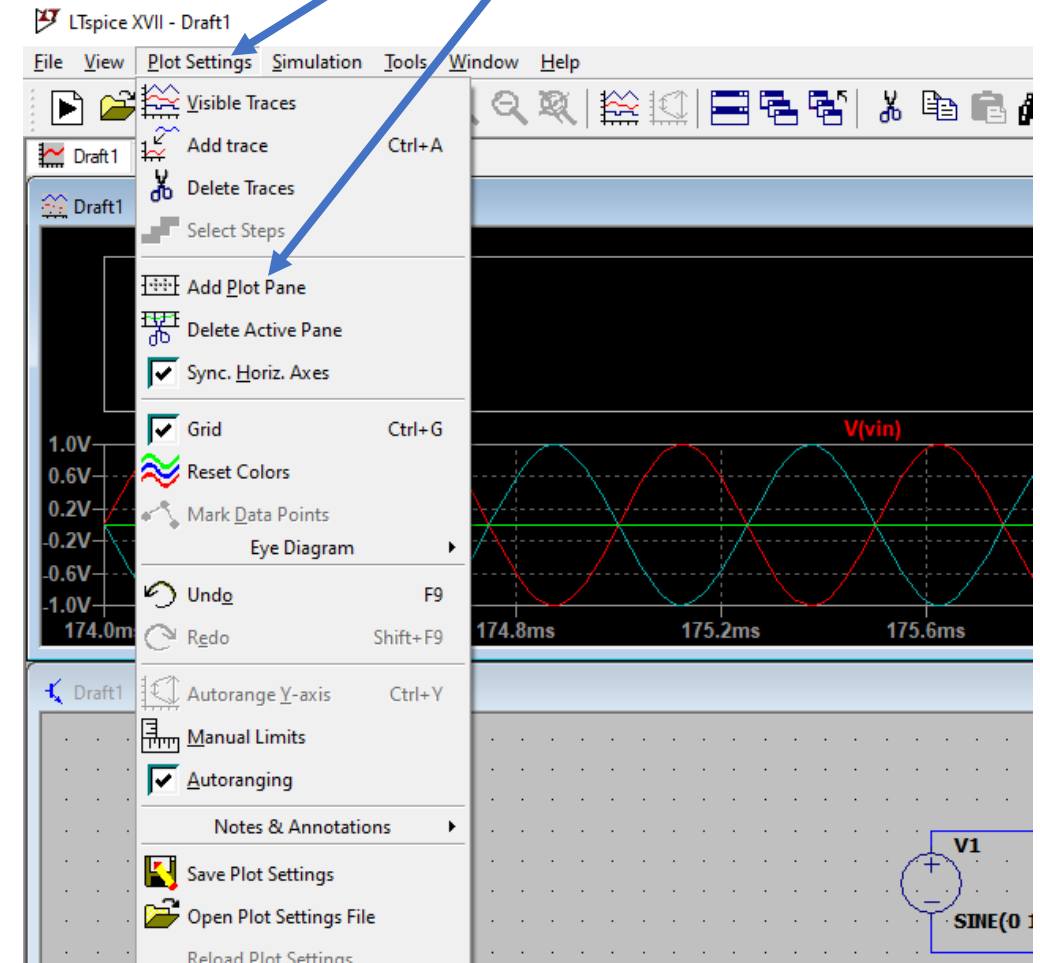 LTspice XVII - Draft1
File View Plot Settings Simulation Tools Window Help
Visible Traces
Add trace Ctrl+A
Draft1
Delete Traces
Draft1
Select Steps
Add Plot Pane
Delete Active Pane
Sync. Horiz. Axes
Grid Ctrl+G
V(vin)
1.0V
Reset Colors
0.6V
0.2V
Mark Data Points
-0.2V
Eye Diagram
-0.6V
Undo F9
-1.0V
174.0m
Redo Shift+F9
174.8ms 175.2ms 175.6ms
Draft1
Autorange Y-axis Ctrl+Y
Manual Limits
Autoranging
Notes & Annotations
V1
Save Plot Settings
Open Plot Settings File
SINE(0 1
Reload Plot Settings